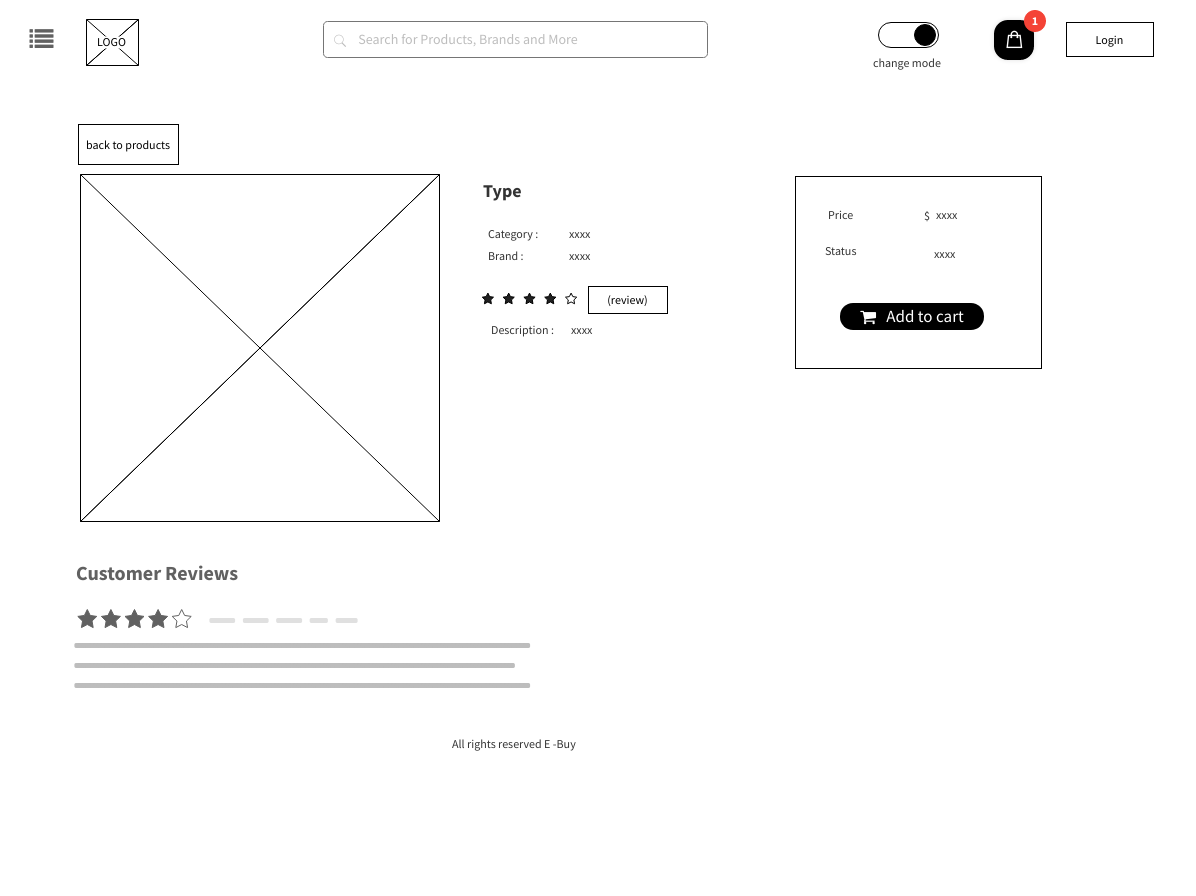 LOGO
Search for Products, Brands and More
change mode
1
Login
back to products
Type
Category : xxxx
Brand : xxxx
(review)
Description : xxxx
Price $ xxxx
Status xxxx
Add to cart
Customer Reviews
All rights reserved E -Buy